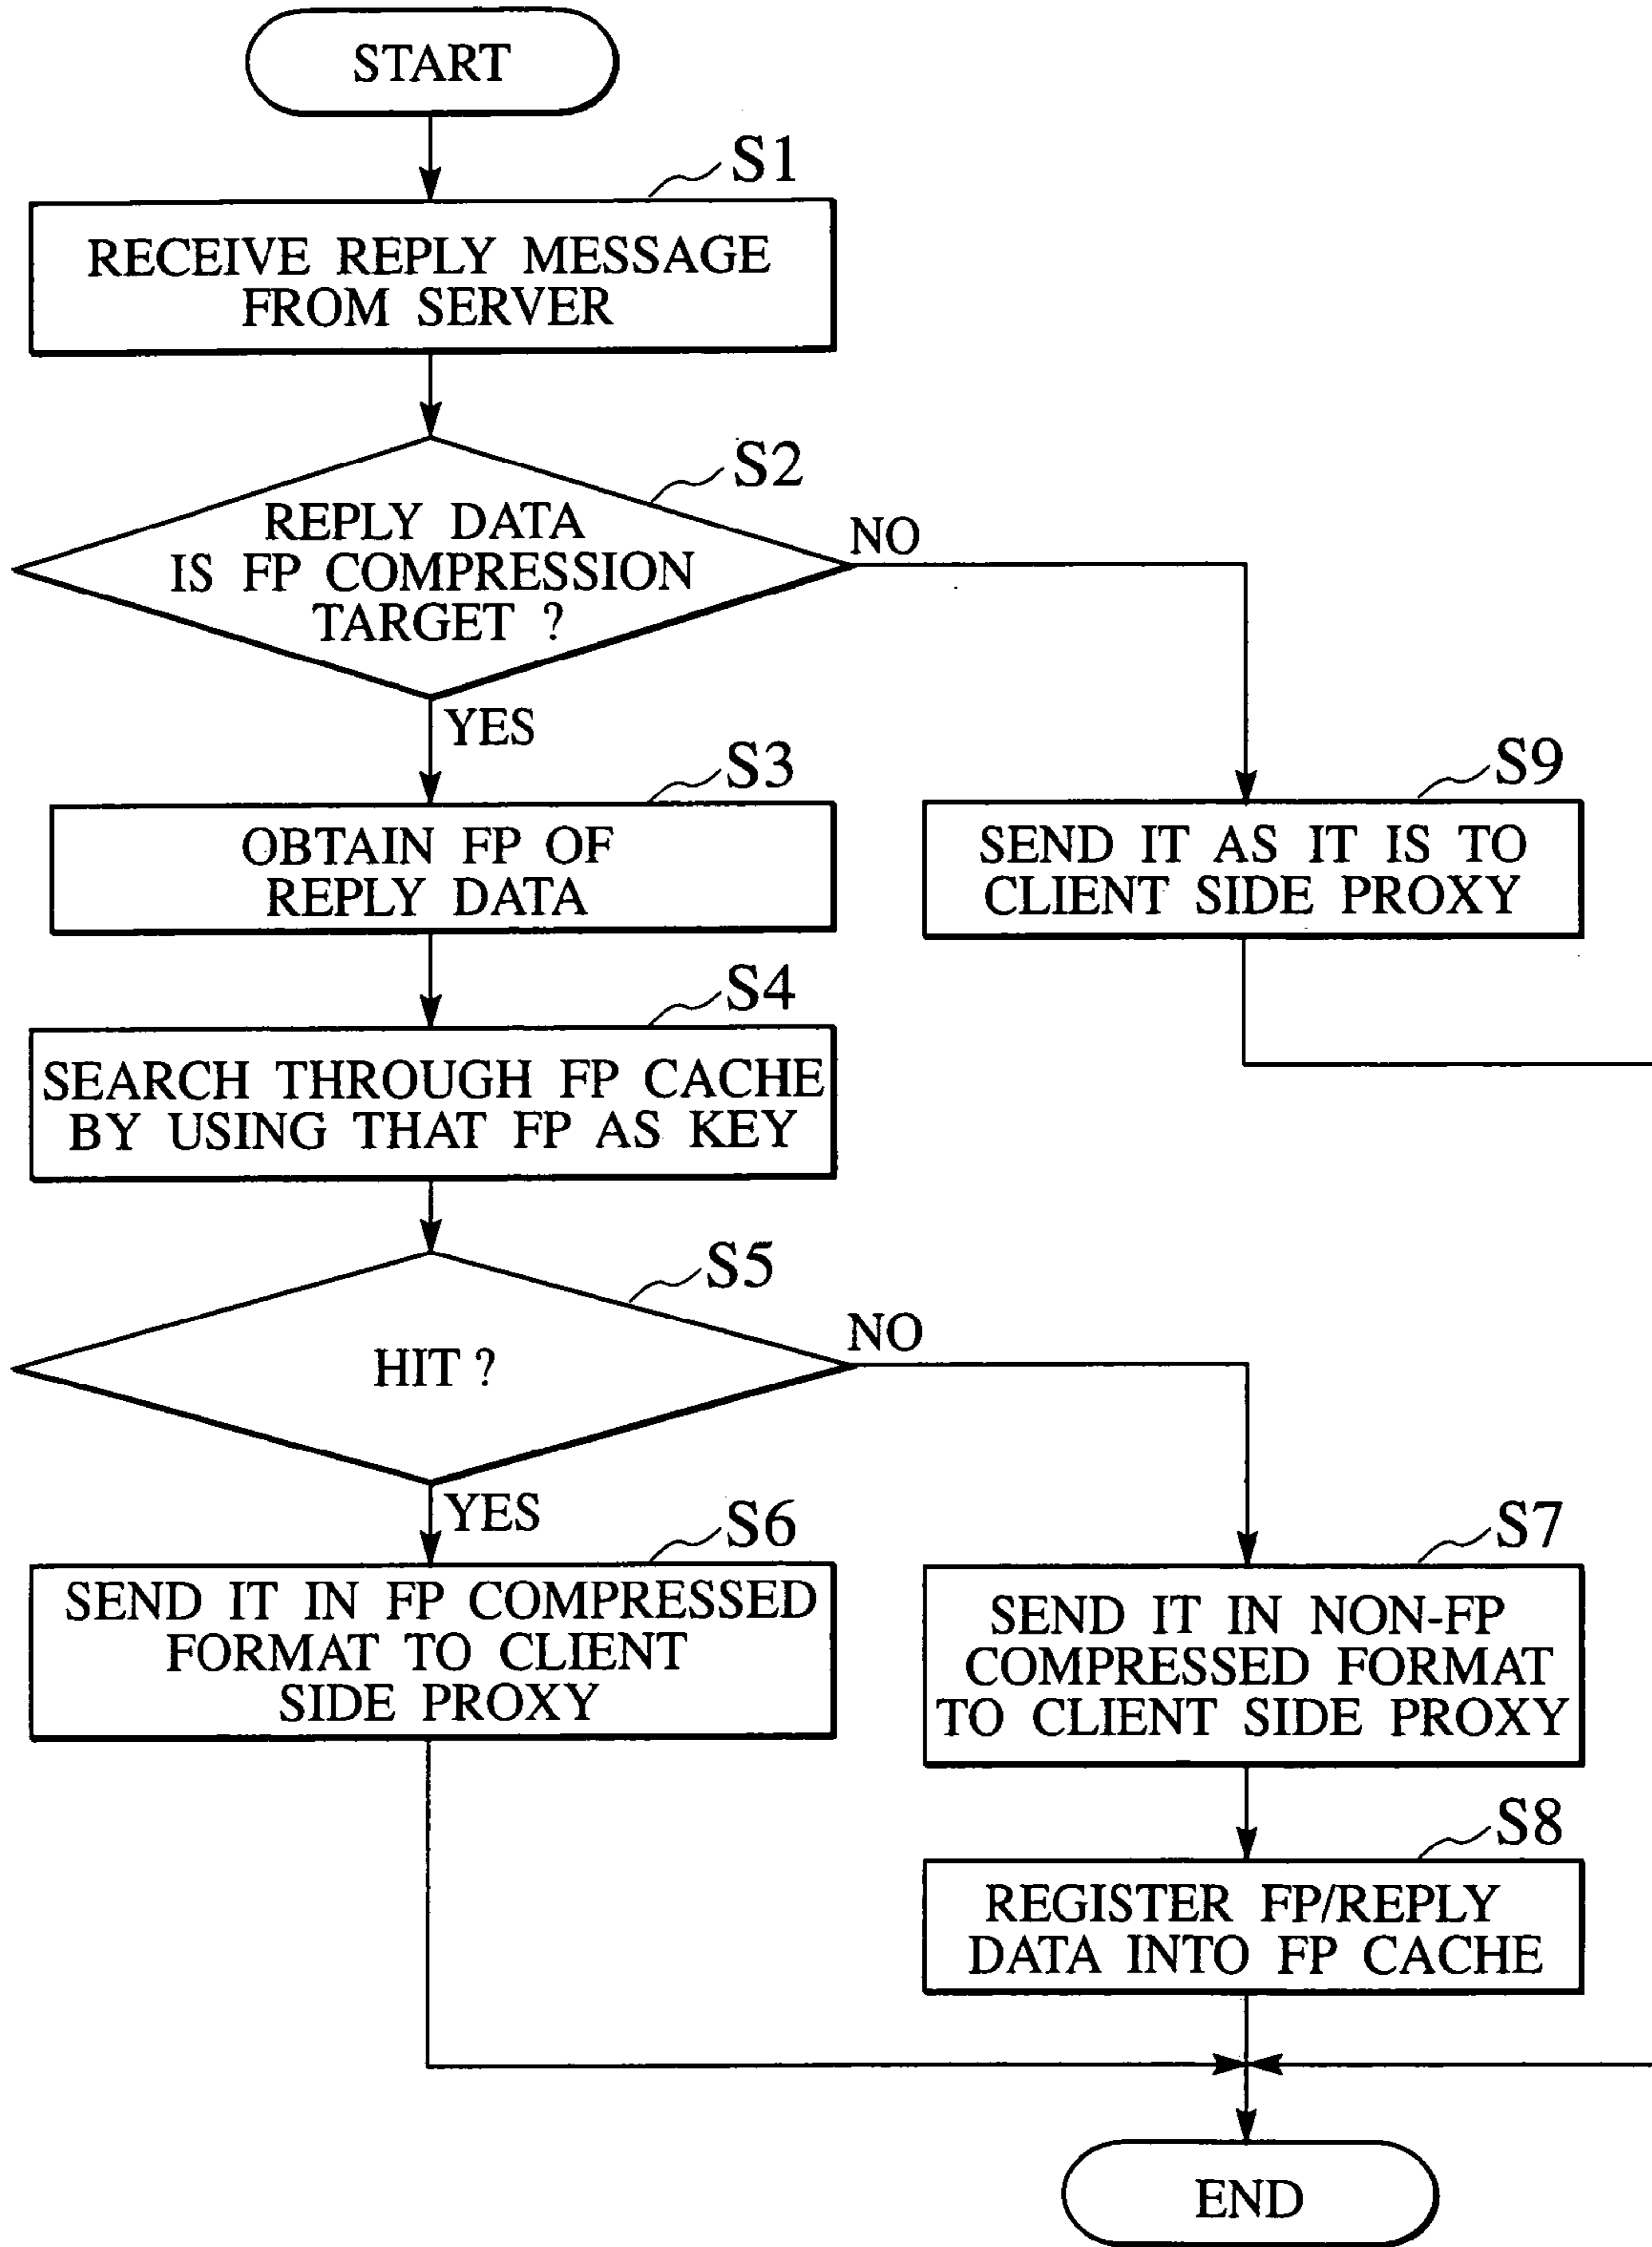 START
S1
RECEIVE REPLY MESSAGE
FROM SERVER
S2
REPLY DATA
IS FP COMPRESSION
TARGET ?
NO
YES
S3
OBTAIN FP OF
REPLY DATA
S9
SEND IT AS IT IS TO
CLIENT SIDE PROXY
S4
SEARCH THROUGH FP CACHE
BY USING THAT FP AS KEY
S5
HIT ?
NO
YES
S6
SEND IT IN FP COMPRESSED
FORMAT TO CLIENT
SIDE PROXY
S7
SEND IT IN NON-FP
COMPRESSED FORMAT
TO CLIENT SIDE PROXY
S8
REGISTER FP/REPLY
DATA INTO FP CACHE
END